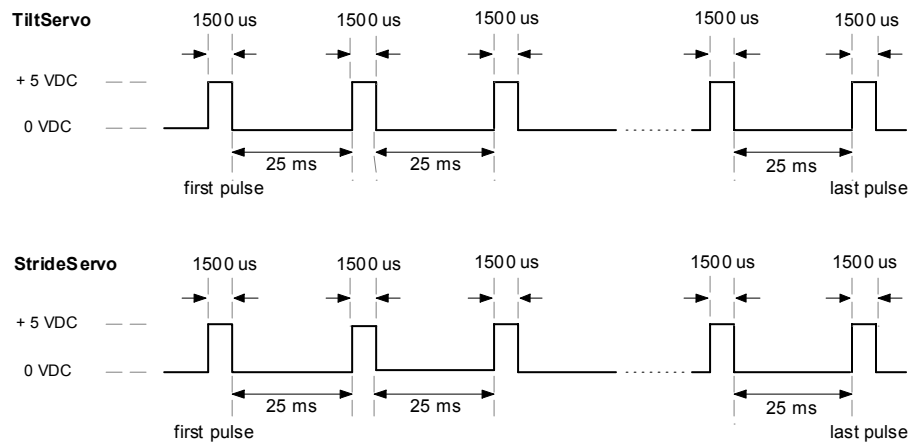 TiltServo
1500 us 1500 us 1500 us 1500 us 1500 us
+ 5 VDC
0 VDC
25 ms 25 ms 25 ms
first pulse last pulse
StrideServo
1500 us 1500 us 1500 us 1500 us 1500 us
+ 5 VDC
0 VDC
25 ms 25 ms 25 ms
first pulse last pulse